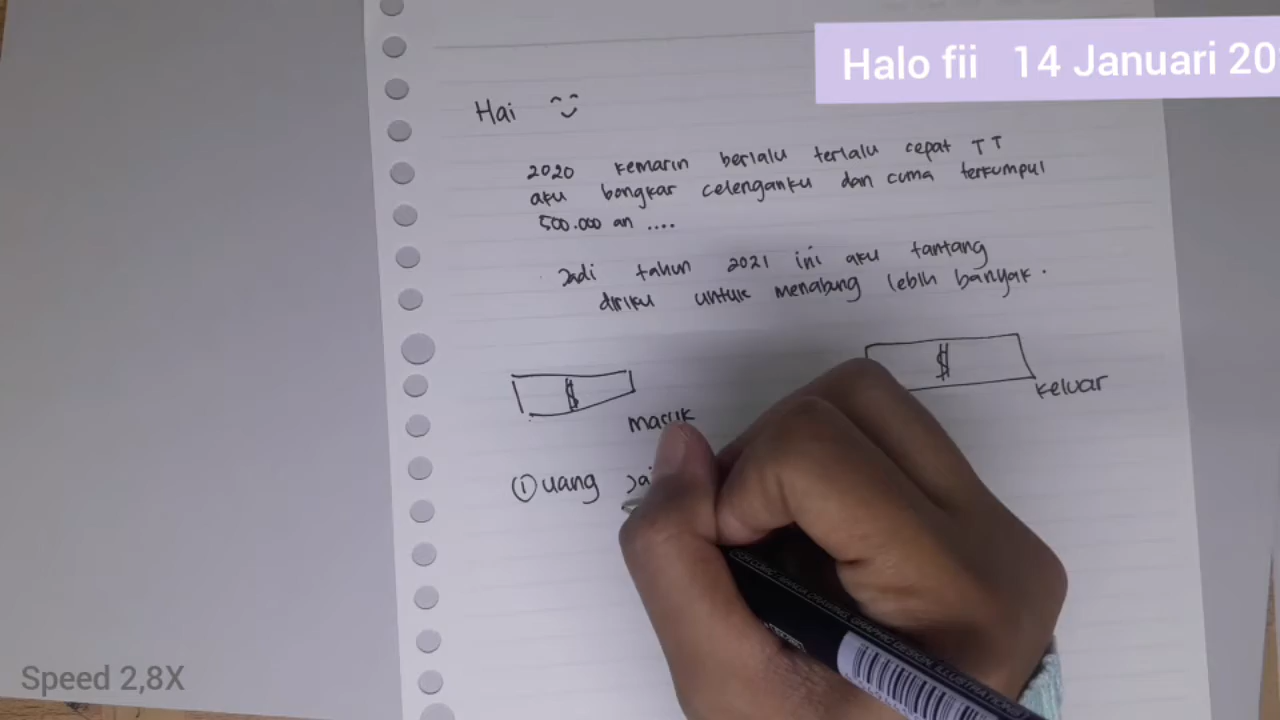 Halo fii 14 Januari 20
Hai
2020 kemarin berlalu terlalu cepat TT
aku bongkar celenganku dan cuma terkumpul
500.000 an ....
Jadi tahun 2021 ini aku tantang
diriku untuk menabung lebih banyak.
$
masuk
$
keluar
① uang Jai
Speed 2,8X